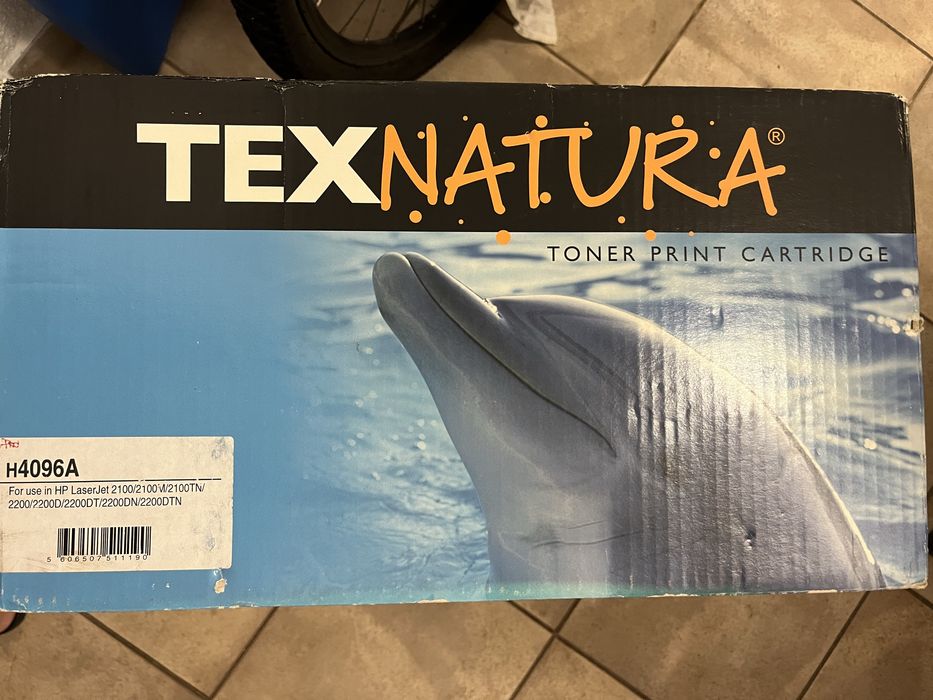 TEXNATURA®
TONER PRINT CARTRIDGE
H4096A
For use in HP LaserJet 2100/2100M/2100TN/
2200/2200D/2200DT/2200DN/2200DTN
5 606507 511190